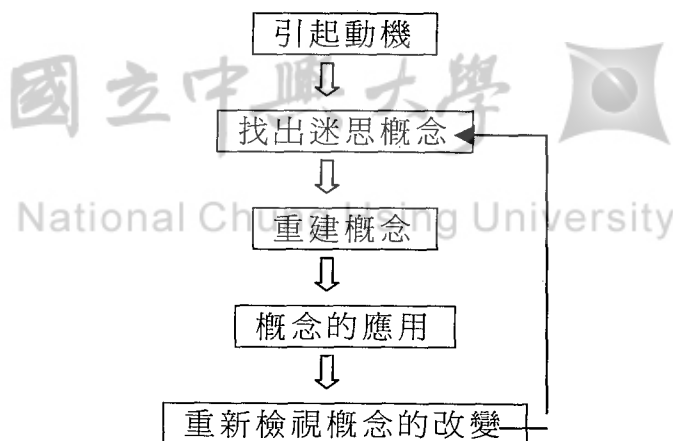 引起動機
國立中興大學
找出迷思概念
National Chung Hsing University
重建概念
概念的應用
重新檢視概念的改變